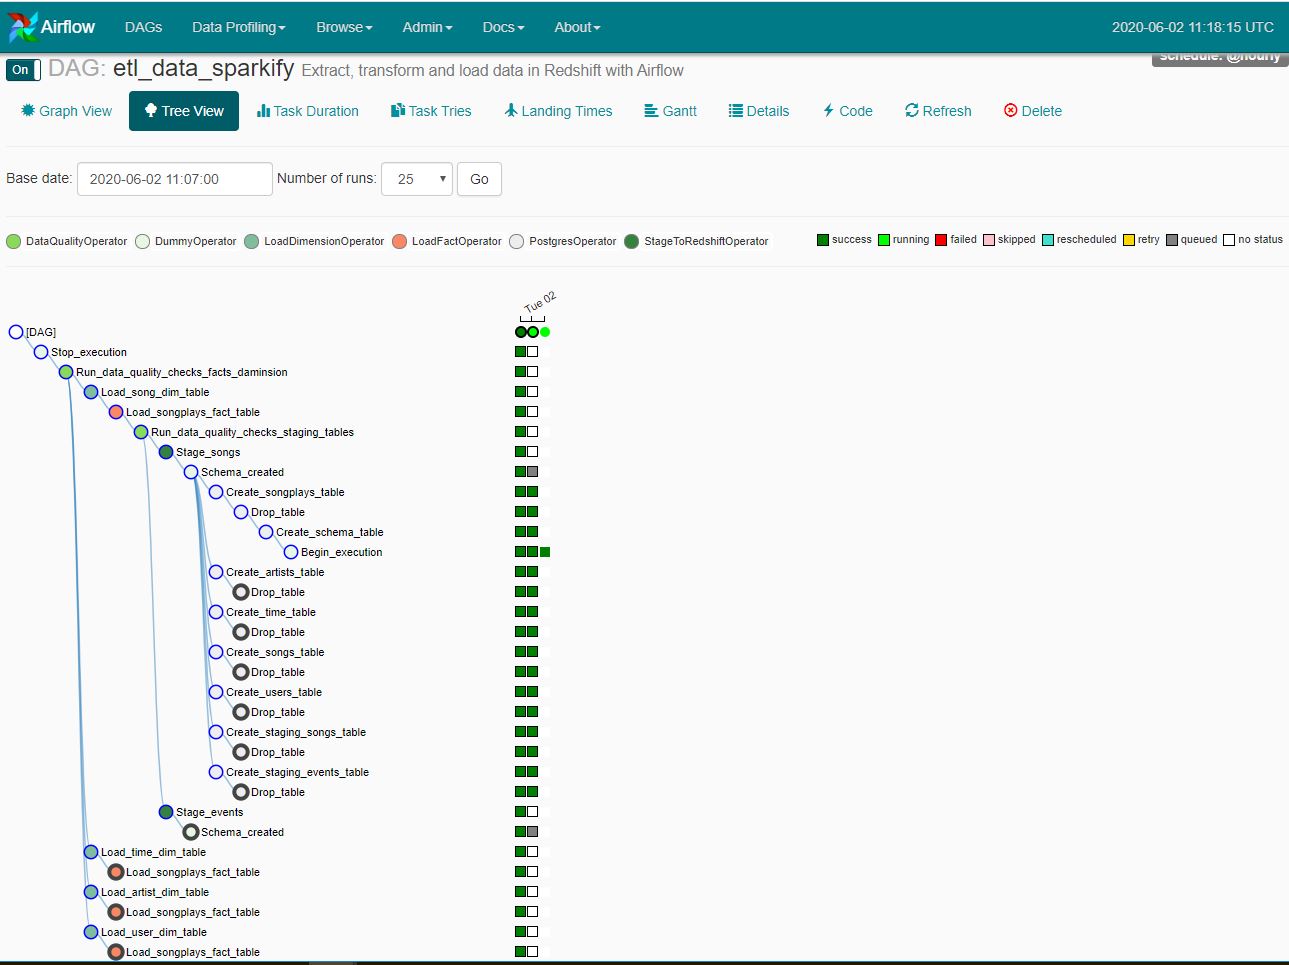 Airflow DAGs Data Profiling Browse Admin Docs About 2020-06-02 11:18:15 UTC
On DAG: etl_data_sparkify Extract, transform and load data in Redshift with Airflow schedule: @hourly
Graph View Tree View Task Duration Task Tries Landing Times Gantt Details Code Refresh Delete
Base date: 2020-06-02 11:07:00 Number of runs: 25 Go
DataQualityOperator DummyOperator LoadDimensionOperator LoadFactOperator PostgresOperator StageToRedshiftOperator success running failed skipped rescheduled retry queued no status
Tue 02
[DAG]
Stop_execution
Run_data_quality_checks_facts_daminsion
Load_song_dim_table
Load_songplays_fact_table
Run_data_quality_checks_staging_tables
Stage_songs
Schema_created
Create_songplays_table
Drop_table
Create_schema_table
Begin_execution
Create_artists_table
Drop_table
Create_time_table
Drop_table
Create_songs_table
Drop_table
Create_users_table
Drop_table
Create_staging_songs_table
Drop_table
Create_staging_events_table
Drop_table
Stage_events
Schema_created
Load_time_dim_table
Load_songplays_fact_table
Load_artist_dim_table
Load_songplays_fact_table
Load_user_dim_table
Load_songplays_fact_table